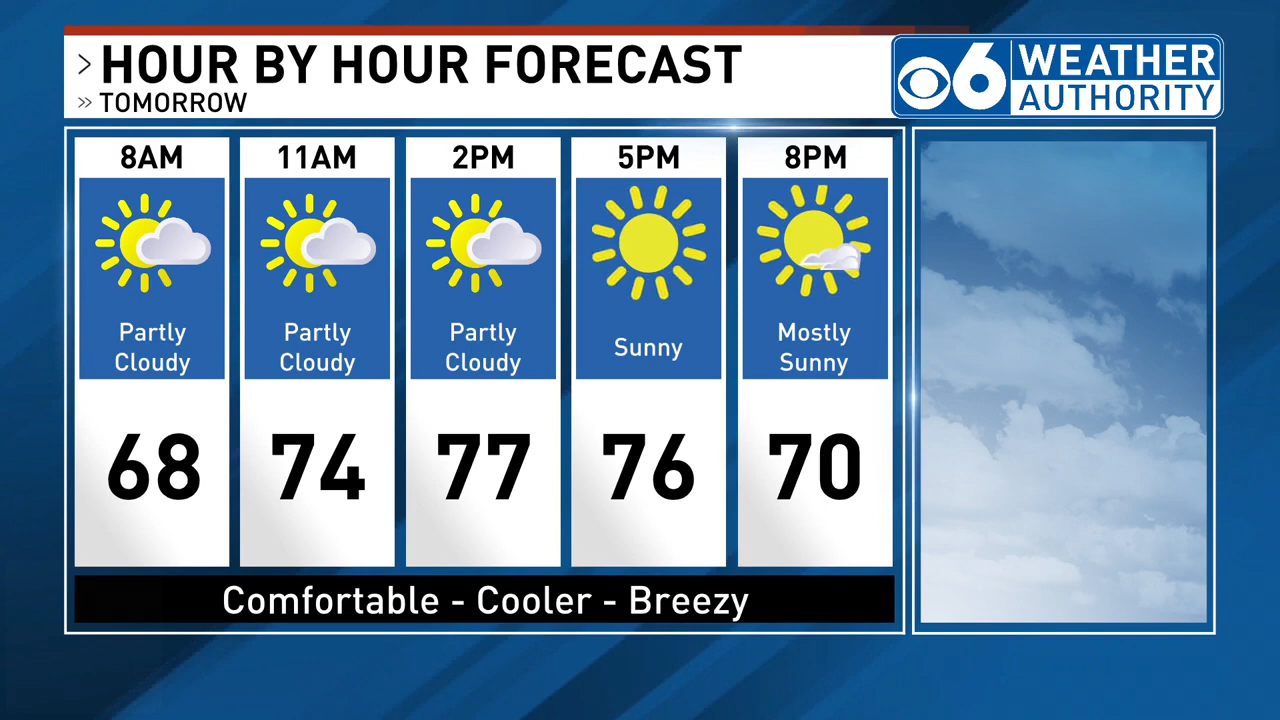 > HOUR BY HOUR FORECAST
» TOMORROW
6 WEATHER
AUTHORITY
8AM 11AM 2PM 5PM 8PM
Partly Cloudy
Partly Cloudy
Partly Cloudy
Sunny
Mostly Sunny
68 74 77 76 70
Comfortable - Cooler - Breezy